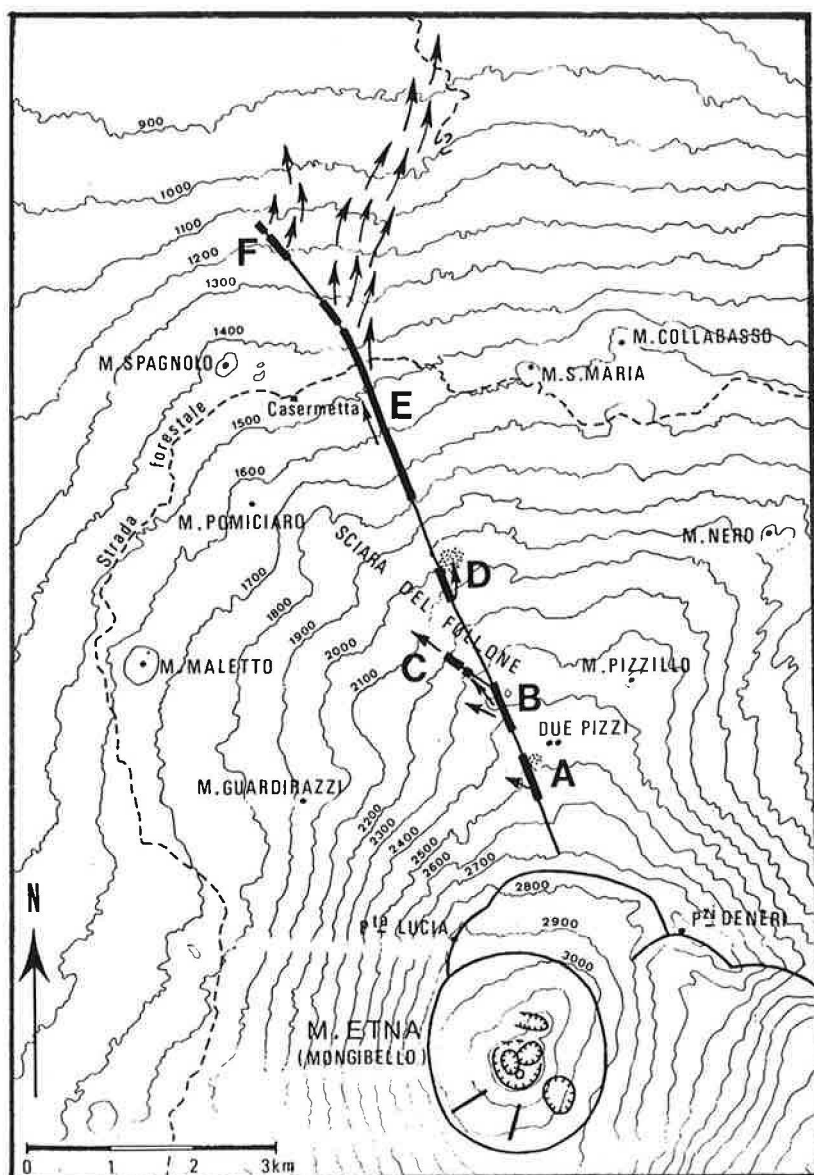 900
1000
1100
F
1200
1300
1400
M. COLLABASSO
M. SPAGNOLO
M.S.MARIA
E
Casermetta
Strada forestale
1500
1600
M. POMICIARO
SCIARA DEL FULLONE
M. NERO
1700
D
1800
1900
2000
C
M. PIZZILLO
M. MALETTO
2100
B
DUE PIZZI
A
M. GUARDIRAZZI
2200
2300
2400
2500
2600
2700
2800
N
Pta LUCIA
2900
Pzi DENERI
3000
M. ETNA
(MONGIBELLO)
0 1 2 3km